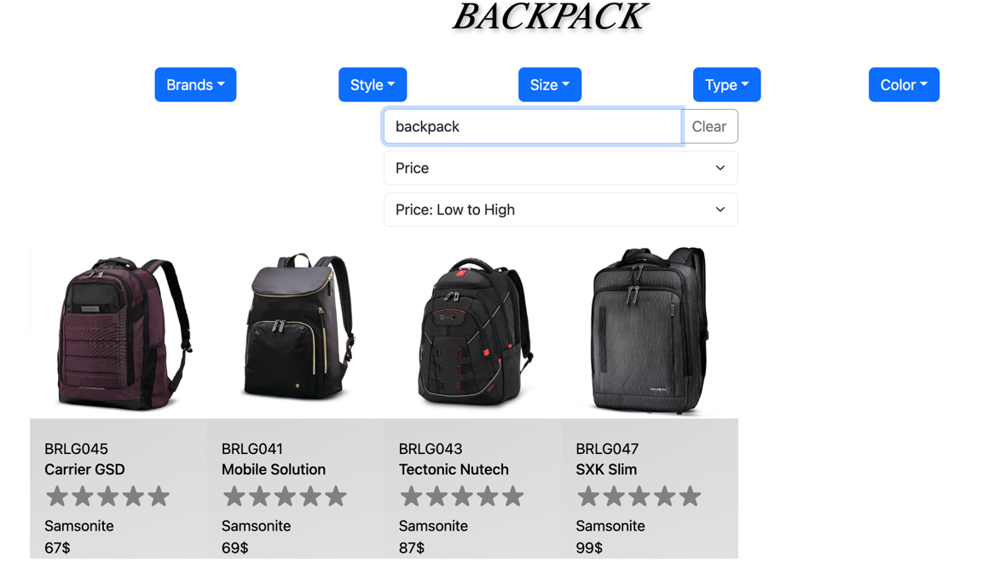 BACKPACK
Brands
Style
Size
Type
Color
backpack
Clear
Price
Price: Low to High
BRLG045
Carrier GSD
Samsonite
67$
BRLG041
Mobile Solution
Samsonite
69$
BRLG043
Tectonic Nutech
Samsonite
87$
BRLG047
SXK Slim
Samsonite
99$